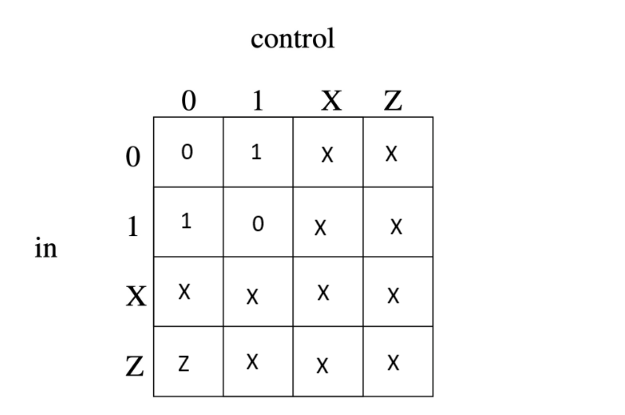 control
0 1 X Z
0 0 1 X X
1 1 0 X X
in
X X X X X
Z Z X X X